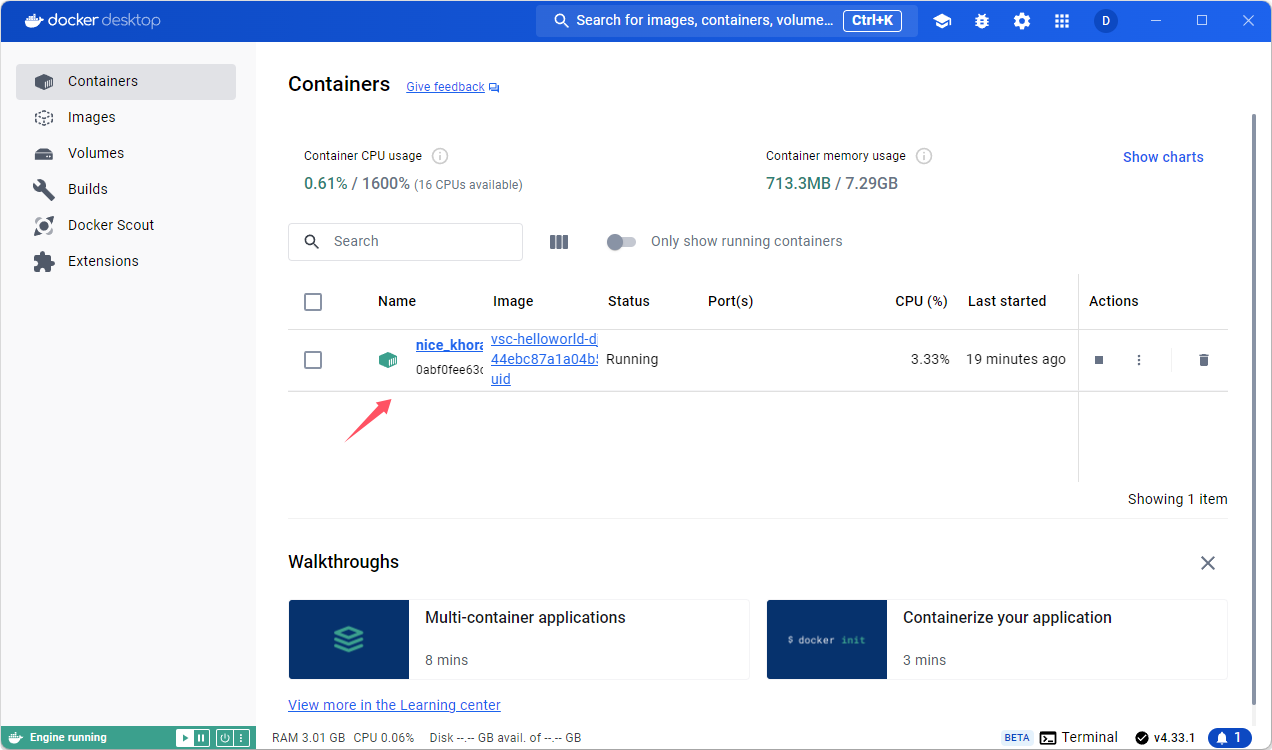 docker desktop
Search for images, containers, volume... Ctrl+K
D
Containers
Images
Volumes
Builds
Docker Scout
Extensions
Containers Give feedback
Container CPU usage
0.61% / 1600% (16 CPUs available)
Container memory usage
713.3MB / 7.29GB
Show charts
Search
Only show running containers
Name Image Status Port(s) CPU (%) Last started Actions
nice_khora
0abf0fee63c
vsc-helloworld-d
44ebc87a1a04b5
uid
Running
3.33%
19 minutes ago
Showing 1 item
Walkthroughs
Multi-container applications
8 mins
$ docker init
Containerize your application
3 mins
View more in the Learning center
Engine running
RAM 3.01 GB CPU 0.06% Disk --.-- GB avail. of --.-- GB
BETA Terminal v4.33.1 1